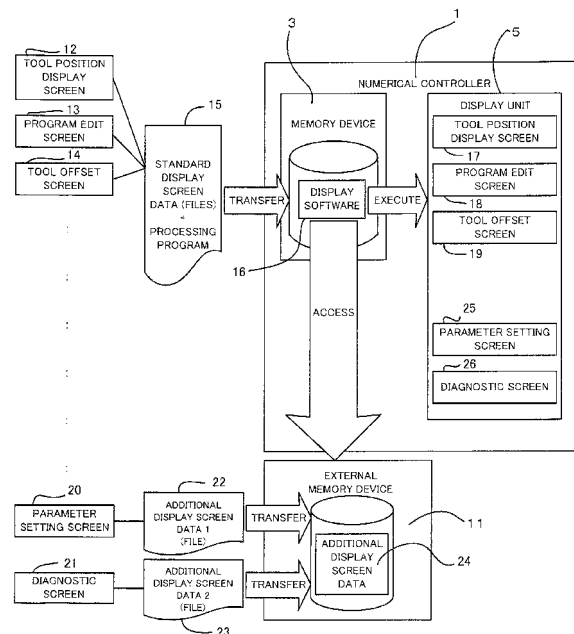 12
TOOL POSITION
DISPLAY
SCREEN
13
PROGRAM EDIT SCREEN
14
TOOL OFFSET SCREEN
:
:
:
:
:
:
15
STANDARD
DISPLAY
SCREEN
DATA (FILES)
+
PROCESSING
PROGRAM
TRANSFER
1
3
5
NUMERICAL CONTROLLER
MEMORY DEVICE
DISPLAY
SOFTWARE
16
EXECUTE
ACCESS
DISPLAY UNIT
TOOL POSITION
DISPLAY SCREEN
17
PROGRAM EDIT
SCREEN
18
TOOL OFFSET
SCREEN
19
25
PARAMETER SETTING
SCREEN
26
DIAGNOSTIC SCREEN
20
PARAMETER
SETTING SCREEN
22
ADDITIONAL
DISPLAY SCREEN
DATA 1
(FILE)
TRANSFER
21
DIAGNOSTIC
SCREEN
ADDITIONAL
DISPLAY SCREEN
DATA 2
(FILE)
23
TRANSFER
EXTERNAL
MEMORY DEVICE
11
ADDITIONAL
DISPLAY
SCREEN
DATA
24